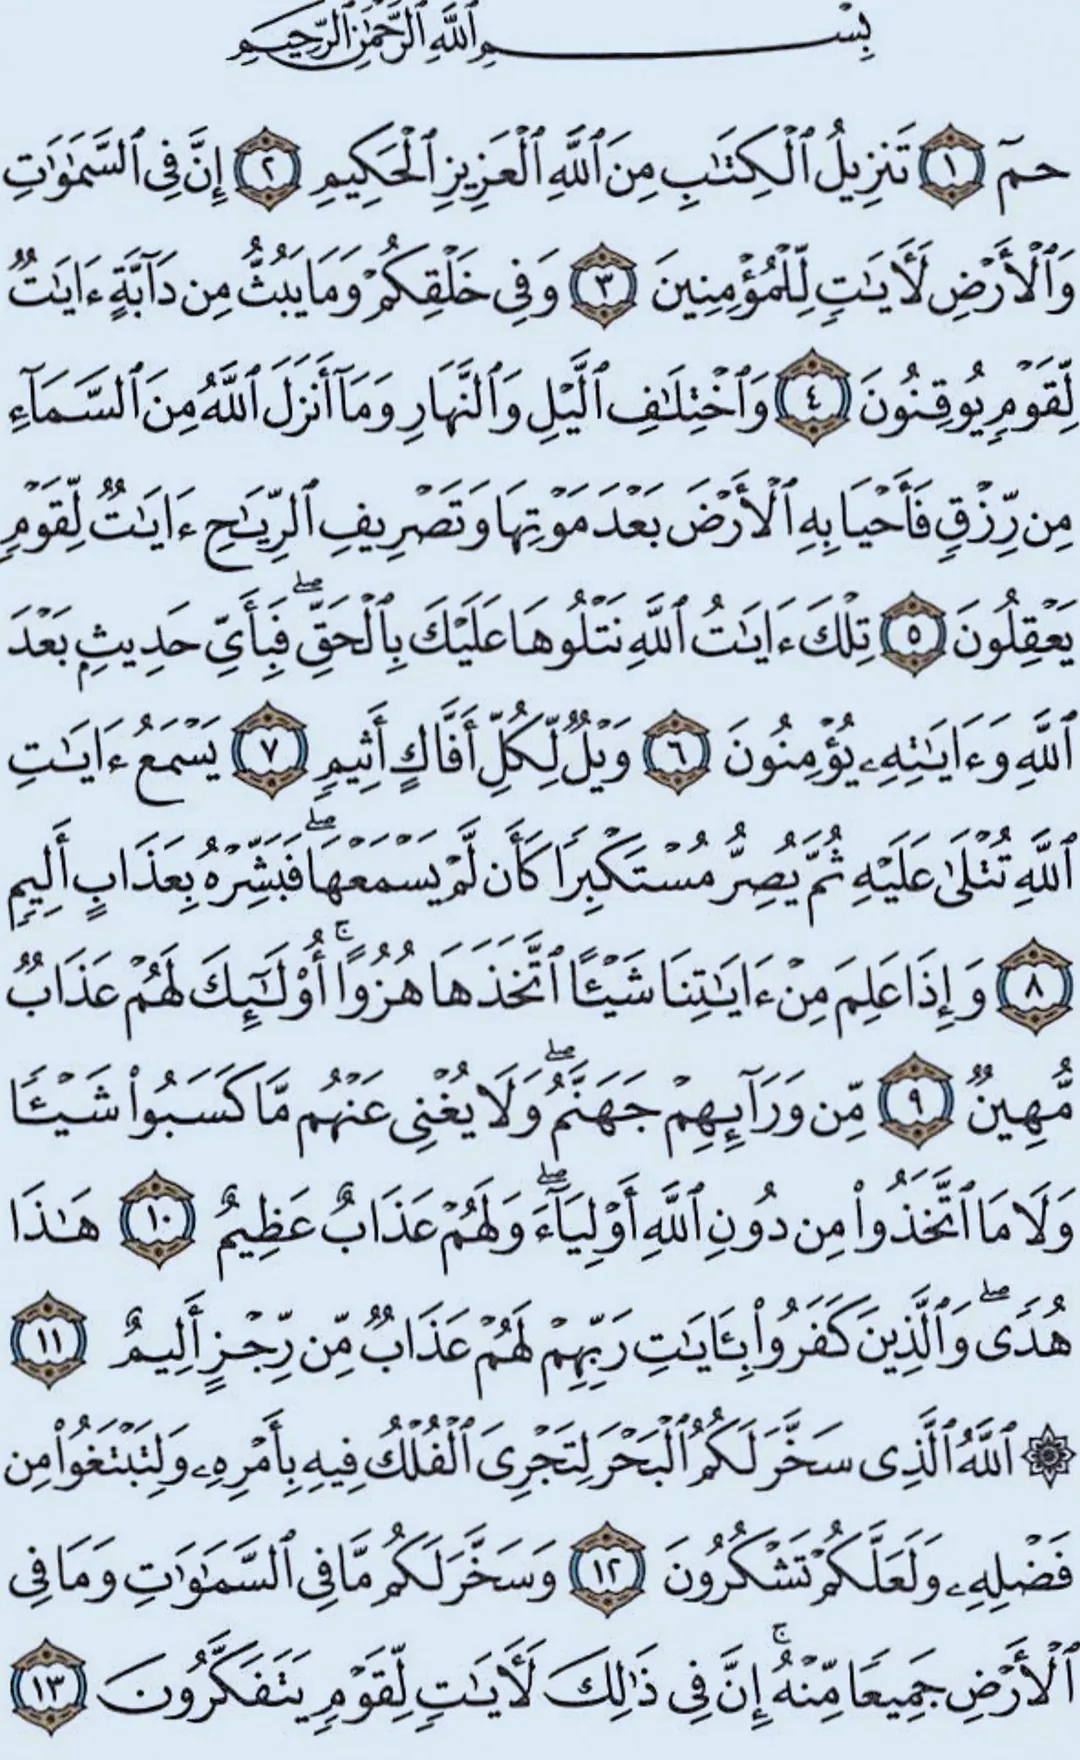 بِسْمِ ٱللَّهِ ٱلرَّحْمَٰنِ ٱلرَّحِيمِ
حمٓ ١ تَنزِيلُ ٱلْكِتَٰبِ مِنَ ٱللَّهِ ٱلْعَزِيزِ ٱلْحَكِيمِ ٢ إِنَّ فِى ٱلسَّمَٰوَٰتِ
وَٱلْأَرْضِ لَـَٔايَٰتٍ لِّلْمُؤْمِنِينَ ٣ وَفِى خَلْقِكُمْ وَمَا يَبُثُّ مِن دَآبَّةٍ ءَايَٰتٌ
لِّقَوْمٍ يُوقِنُونَ ٤ وَٱخْتِلَٰفِ ٱلَّيْلِ وَٱلنَّهَارِ وَمَآ أَنزَلَ ٱللَّهُ مِنَ ٱلسَّمَآءِ
مِن رِّزْقٍ فَأَحْيَا بِهِ ٱلْأَرْضَ بَعْدَ مَوْتِهَا وَتَصْرِيفِ ٱلرِّيَٰحِ ءَايَٰتٌ لِّقَوْمٍ
يَعْقِلُونَ ٥ تِلْكَ ءَايَٰتُ ٱللَّهِ نَتْلُوهَا عَلَيْكَ بِٱلْحَقِّ ۖ فَبِأَىِّ حَدِيثٍۭ بَعْدَ
ٱللَّهِ وَءَايَٰتِهِۦ يُؤْمِنُونَ ٦ وَيْلٌ لِّكُلِّ أَفَّاكٍ أَثِيمٍ ٧ يَسْمَعُ ءَايَٰتِ
ٱللَّهِ تُتْلَىٰ عَلَيْهِ ثُمَّ يُصِرُّ مُسْتَكْبِرًا كَأَن لَّمْ يَسْمَعْهَا ۖ فَبَشِّرْهُ بِعَذَابٍ أَلِيمٍ
٨ وَإِذَا عَلِمَ مِنْ ءَايَٰتِنَا شَيْـًٔا ٱتَّخَذَهَا هُزُوًا ۚ أُو۟لَٰٓئِكَ لَهُمْ عَذَابٌ
مُّهِينٌ ٩ مِّن وَرَآئِهِمْ جَهَنَّمُ ۖ وَلَا يُغْنِى عَنْهُم مَّا كَسَبُوا۟ شَيْـًٔا
وَلَا مَا ٱتَّخَذُوا۟ مِن دُونِ ٱللَّهِ أَوْلِيَآءَ ۖ وَلَهُمْ عَذَابٌ عَظِيمٌ ١٠ هَٰذَا
هُدًى ۖ وَٱلَّذِينَ كَفَرُوا۟ بِـَٔايَٰتِ رَبِّهِمْ لَهُمْ عَذَابٌ مِّن رِّجْزٍ أَلِيمٌ ١١
۞ ٱللَّهُ ٱلَّذِى سَخَّرَ لَكُمُ ٱلْبَحْرَ لِتَجْرِىَ ٱلْفُلْكُ فِيهِ بِأَمْرِهِۦ وَلِتَبْتَغُوا۟ مِن
فَضْلِهِۦ وَلَعَلَّكُمْ تَشْكُرُونَ ١٢ وَسَخَّرَ لَكُم مَّا فِى ٱلسَّمَٰوَٰتِ وَمَا فِى
ٱلْأَرْضِ جَمِيعًا مِّنْهُ ۚ إِنَّ فِى ذَٰلِكَ لَـَٔايَٰتٍ لِّقَوْمٍ يَتَفَكَّرُونَ ١٣